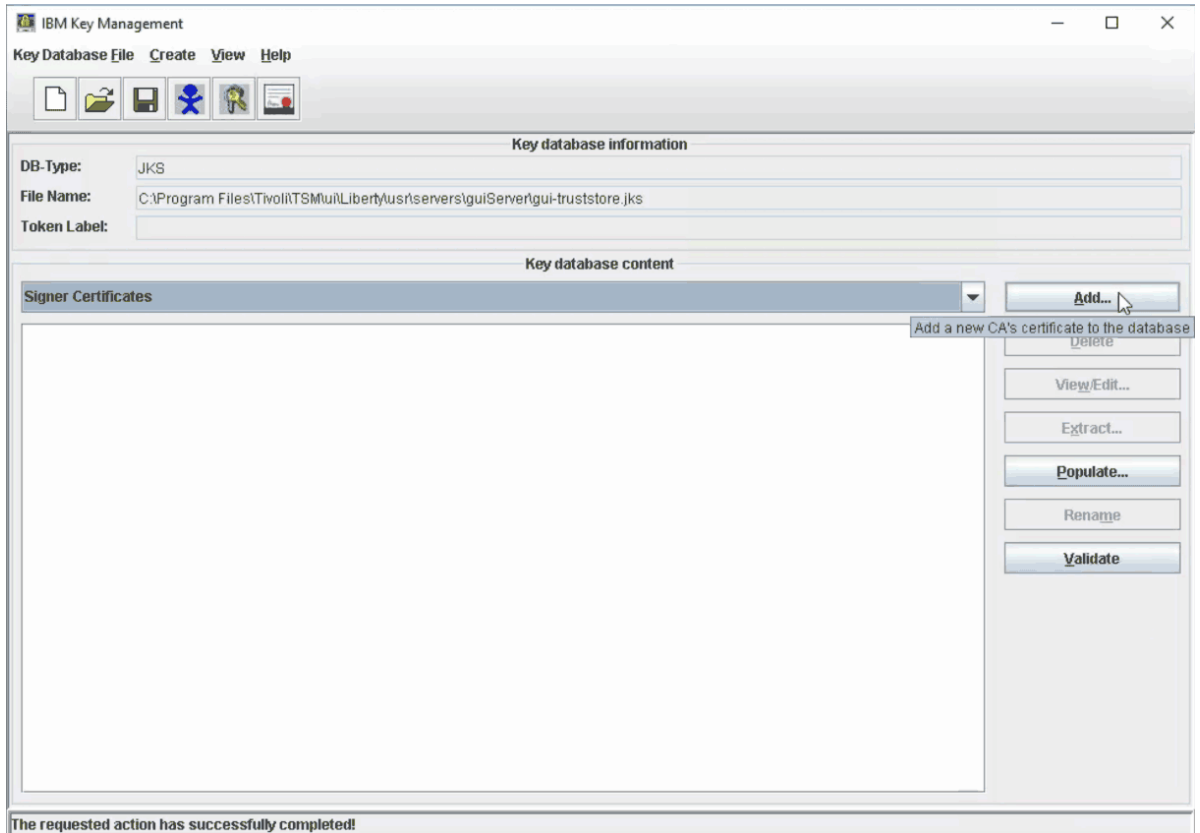 IBM Key Management
Key Database File Create View Help
Key database information
DB-Type: JKS
File Name: C:\Program Files\Tivoli\TSM\ui\Liberty\usr\servers\guiServer\gui-truststore.jks
Token Label:
Key database content
Signer Certificates
Add...
Add a new CA's certificate to the database
Delete
View/Edit...
Extract...
Populate...
Rename
Validate
The requested action has successfully completed!